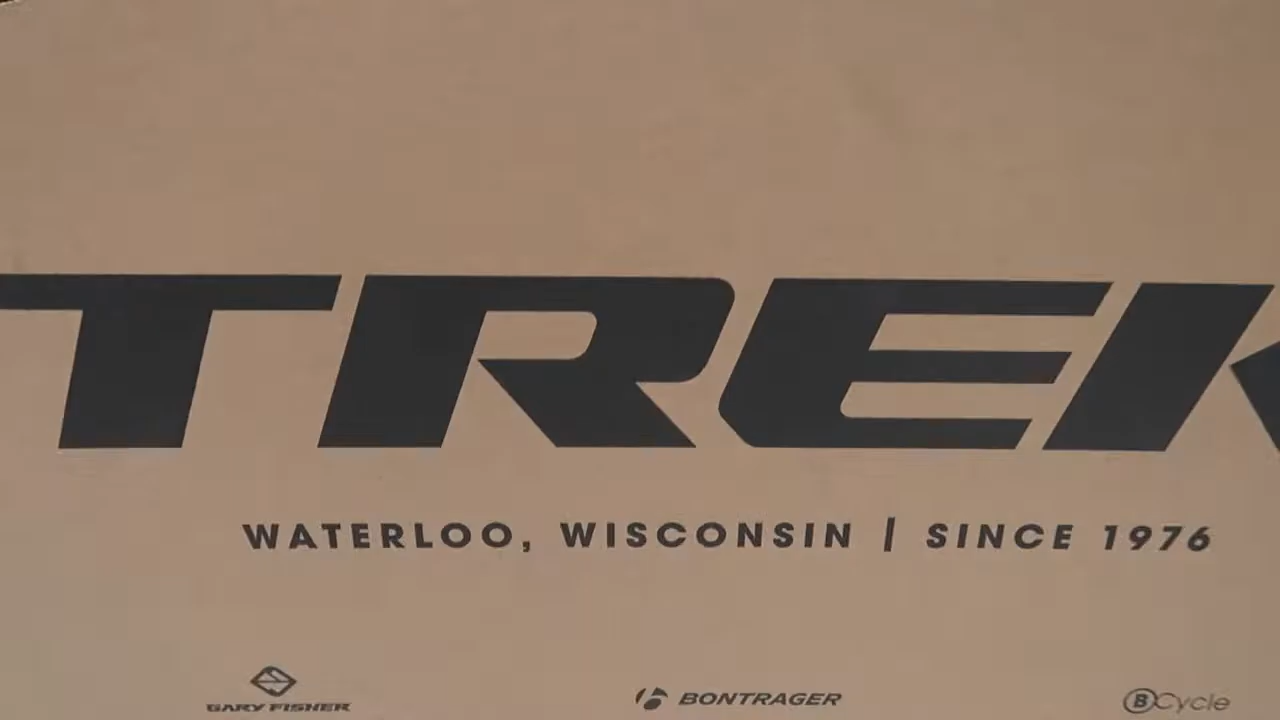 TREK
WATERLOO, WISCONSIN | SINCE 1976
GARY FISHER
BONTRAGER
BCycle